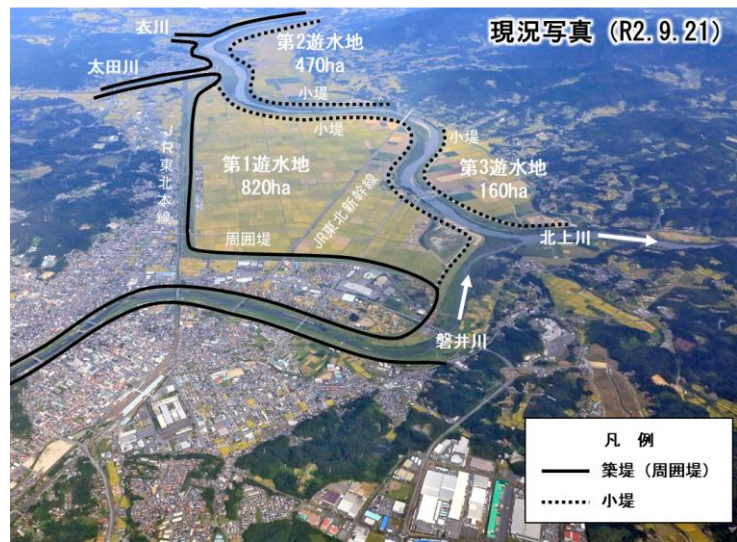 現況写真 (R2.9.21)
衣川
太田川
第2遊水地
470ha
小堤
小堤
小堤
第1遊水地
820ha
第3遊水地
160ha
JR東北本線
JR東北新幹線
周囲堤
北上川
磐井川
凡 例
築堤（周囲堤）
小堤